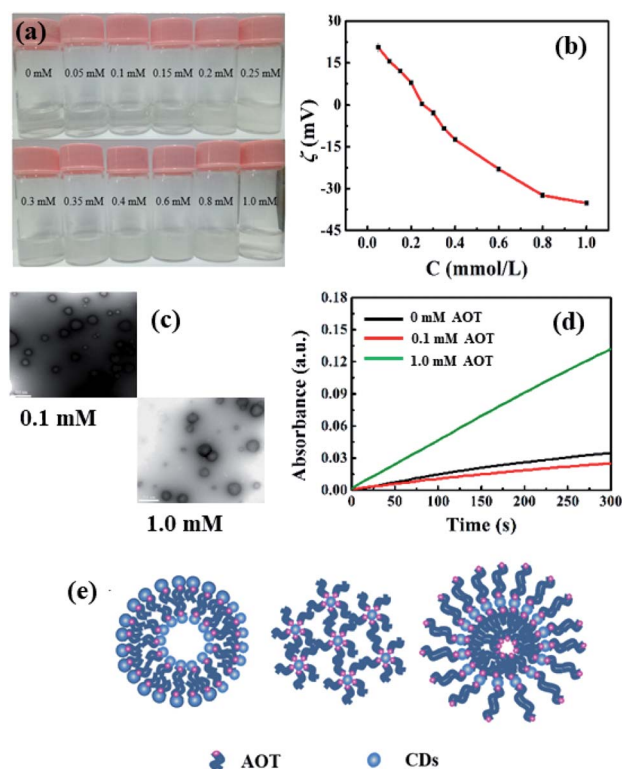 (a)
0 mM 0.05 mM 0.1 mM 0.15 mM 0.2 mM 0.25 mM
0.3 mM 0.35 mM 0.4 mM 0.6 mM 0.8 mM 1.0 mM
(b)
ζ (mV)
30
15
0
-15
-30
-45
0.0 0.2 0.4 0.6 0.8 1.0
C (mmol/L)
(c)
0.1 mM
1.0 mM
(d)
Absorbance (a.u.)
0.18
0.15
0.12
0.09
0.06
0.03
0.00
0 mM AOT
0.1 mM AOT
1.0 mM AOT
0 50 100 150 200 250 300
Time (s)
(e)
AOT CDs